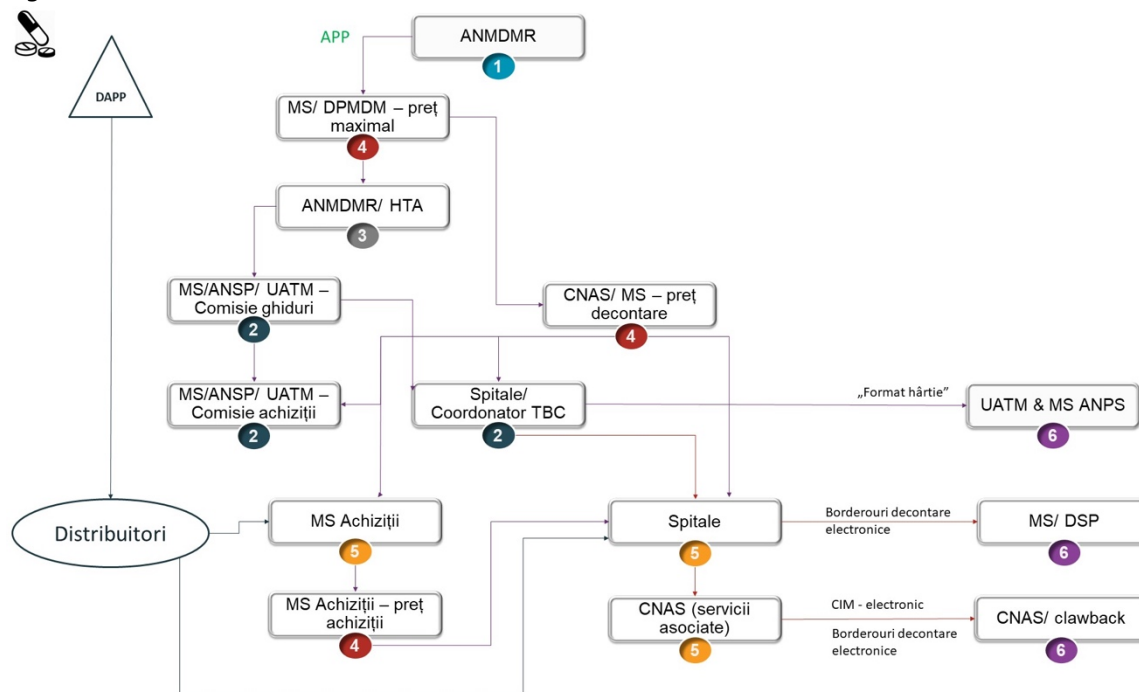 APP
ANMDMR
1
DAPP
MS/ DPMDM – preț
maximal
4
ANMDMR/ HTA
3
MS/ANSP/ UATM –
Comisie ghiduri
2
CNAS/ MS – preț
decontare
4
MS/ANSP/ UATM –
Comisie achiziții
2
Spitale/
Coordonator TBC
2
„Format hârtie”
UATM & MS ANPS
6
Distribuitori
MS Achiziții
5
Spitale
5
Borderouri decontare
electronice
MS/ DSP
6
MS Achiziții – preț
achiziții
4
CNAS (servicii
asociate)
5
CIM - electronic
Borderouri decontare
electronice
CNAS/ clawback
6